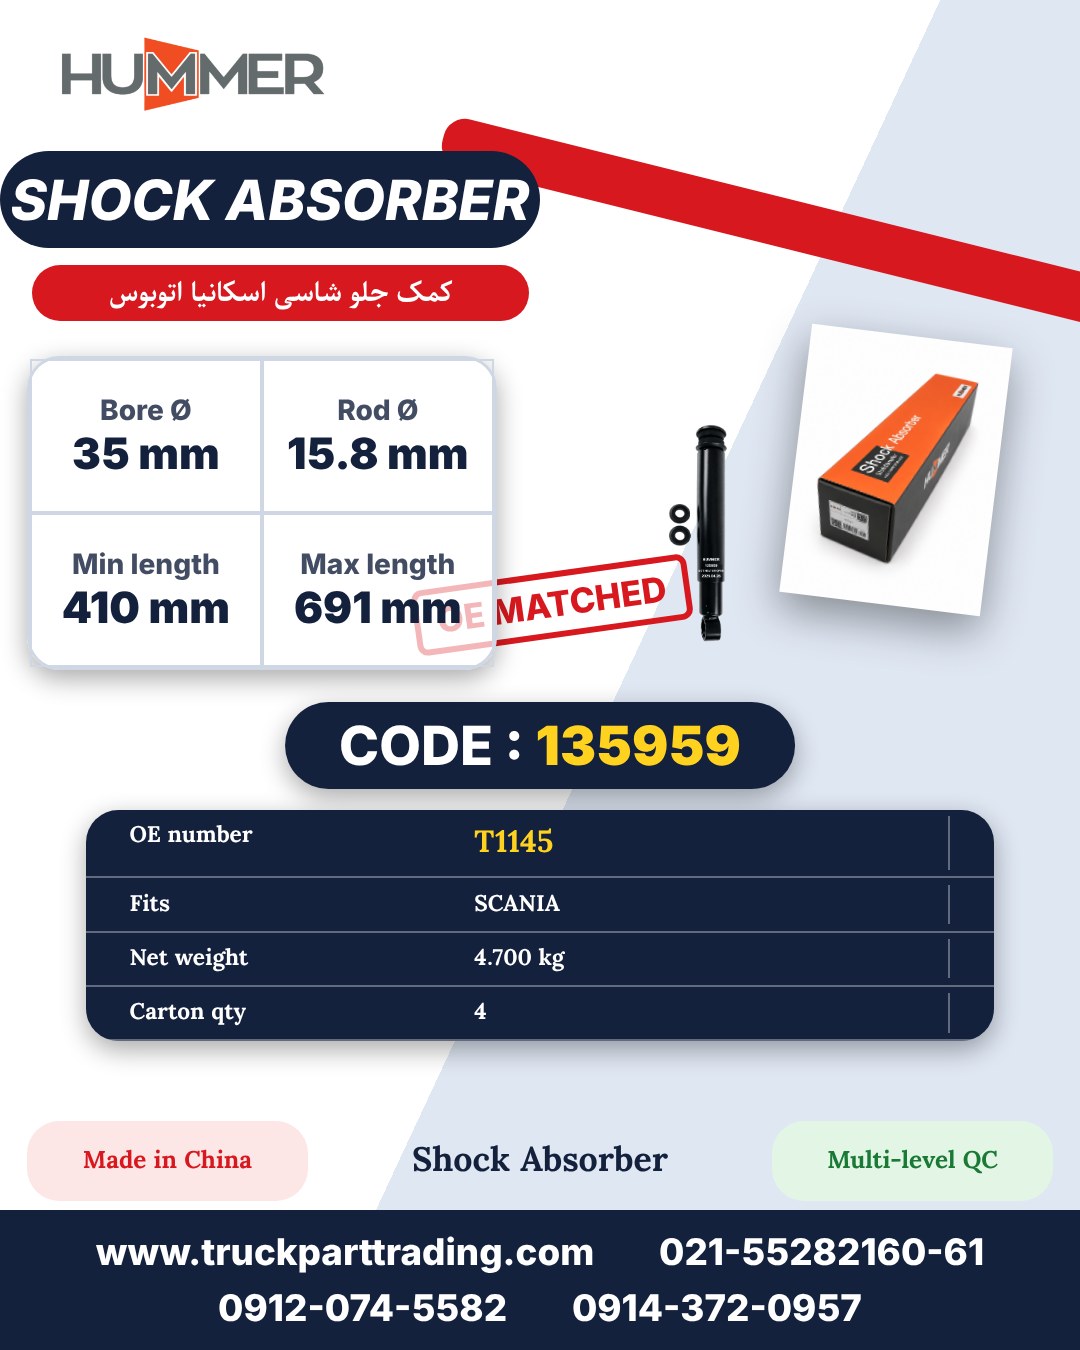 HUMMER
SHOCK ABSORBER
کمک جلو شاسی اسکانیا اتوبوس
Bore Ø
35 mm
Rod Ø
15.8 mm
Min length
410 mm
Max length
691 mm
OE MATCHED
Shock Absorber
HUMMER
CODE : 135959
OE number
T1145
Fits
SCANIA
Net weight
4.700 kg
Carton qty
4
Made in China
Shock Absorber
Multi-level QC
www.truckparttrading.com
021-55282160-61
0912-074-5582
0914-372-0957